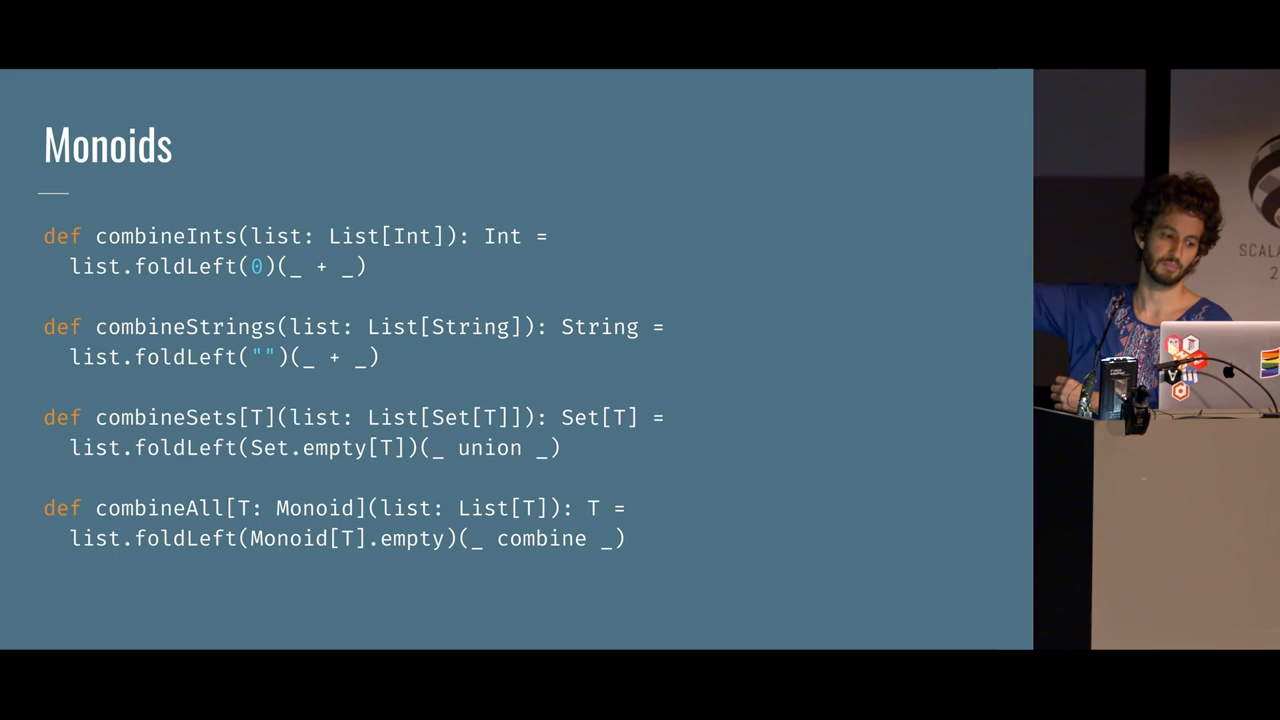 Monoids
def combineInts(list: List[Int]): Int =
list.foldLeft(0)(_ + _)
def combineStrings(list: List[String]): String =
list.foldLeft("")(_ + _)
def combineSets[T](list: List[Set[T]]): Set[T] =
list.foldLeft(Set.empty[T])(_ union _)
def combineAll[T: Monoid](list: List[T]): T =
list.foldLeft(Monoid[T].empty)(_ combine _)
SCALA
2